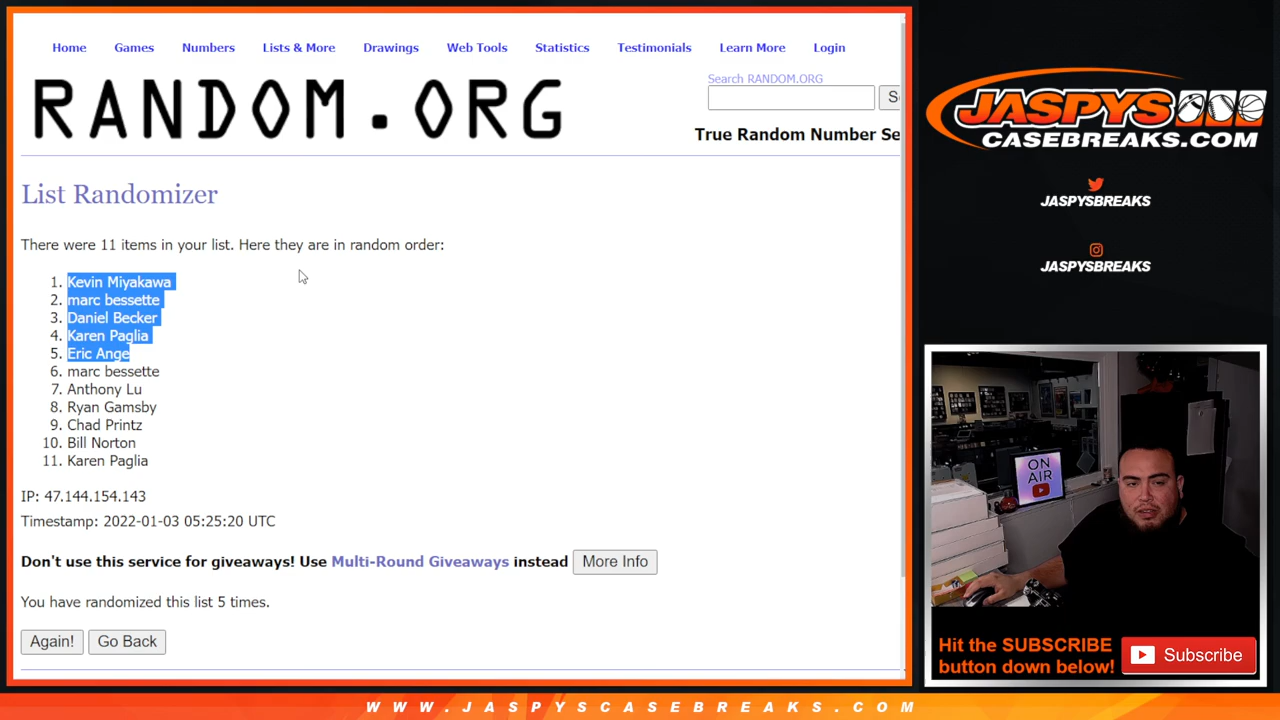 Home Games Numbers Lists & More Drawings Web Tools Statistics Testimonials Learn More Login
RANDOM.ORG
Search RANDOM.ORG
True Random Number Se
List Randomizer
There were 11 items in your list. Here they are in random order:
1. Kevin Miyakawa
2. marc bessette
3. Daniel Becker
4. Karen Paglia
5. Eric Ange
6. marc bessette
7. Anthony Lu
8. Ryan Gamsby
9. Chad Printz
10. Bill Norton
11. Karen Paglia
IP: 47.144.154.143
Timestamp: 2022-01-03 05:25:20 UTC
Don't use this service for giveaways! Use Multi-Round Giveaways instead More Info
You have randomized this list 5 times.
Again! Go Back
JASPYS
CASEBREAKS.COM
JASPYSBREAKS
JASPYSBREAKS
ON
AIR
Hit the SUBSCRIBE
button down below!
Subscribe
WWW.JASPYSCASEBREAKS.COM